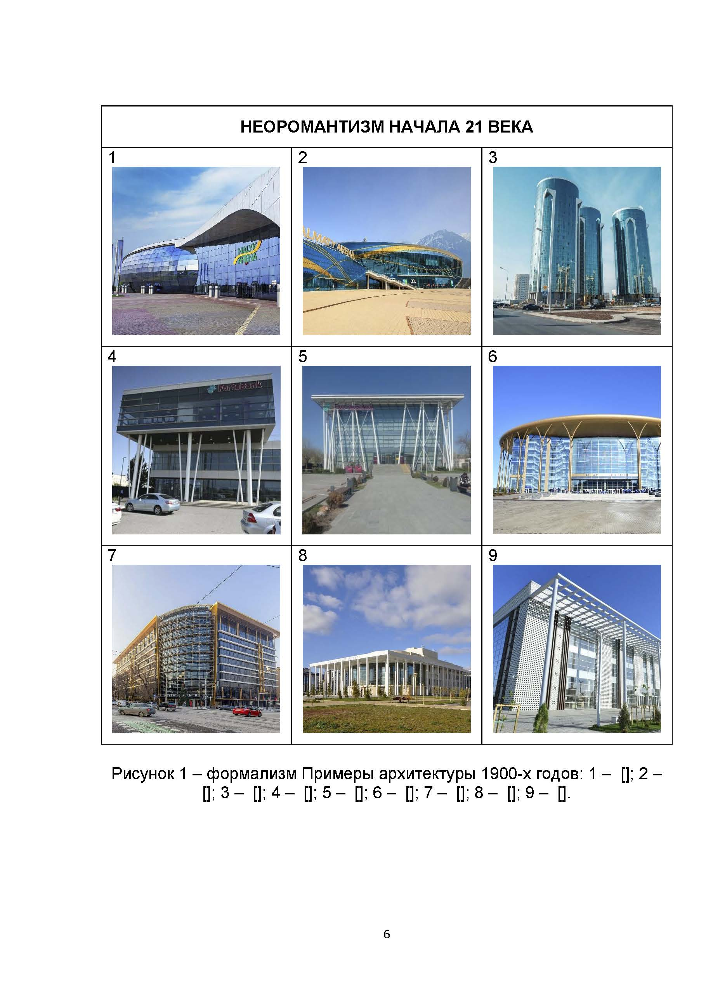 НЕОРОМАНТИЗМ НАЧАЛА 21 ВЕКА
1
2
3
HALYK
ARENA
ALMATY ARENA
4
5
6
ForteBank
7
8
9
Рисунок 1 – формализм Примеры архитектуры 1900-х годов: 1 – []; 2 –
[]; 3 – []; 4 – []; 5 – []; 6 – []; 7 – []; 8 – []; 9 – [].
6